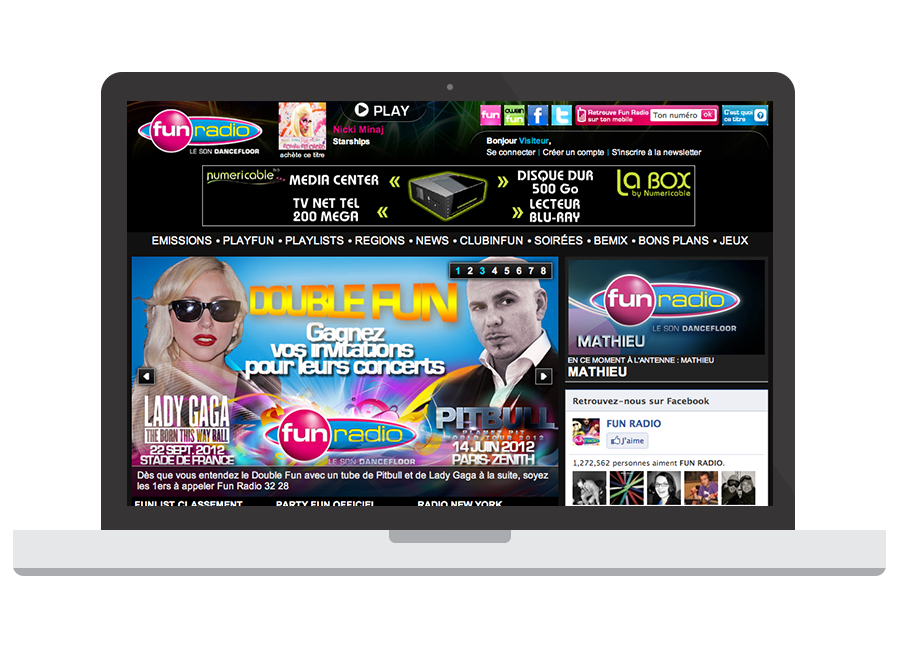 fun radio
LE SON DANCEFLOOR
achète ce titre
PLAY
Nicki Minaj
Starships
fun
fun
f
t
Retrouve Fun Radio
sur ton mobile
Ton numéro
ok
C'est quoi
ce titre
?
Bonjour Visiteur,
Se connecter | Créer un compte | S'inscrire à la newsletter
numericable
MEDIA CENTER «
TV NET TEL
200 MEGA «
» DISQUE DUR
500 Go
» LECTEUR
BLU-RAY
La BOX
by Numericable
EMISSIONS • PLAYFUN • PLAYLISTS • REGIONS • NEWS • CLUBINFUN • SOIRÉES • BEMIX • BONS PLANS • JEUX
1 2 3 4 5 6 7 8
DOUBLE FUN
Gagnez
vos invitations
pour leurs concerts
LADY GAGA
THE BORN THIS WAY BALL
22 SEPT. 2012
STADE DE FRANCE
fun radio
LE SON DANCEFLOOR
PITBULL
PLANET PIT
WORLD TOUR 2012
14 JUIN 2012
PARIS-ZENITH
Dès que vous entendez le Double Fun avec un tube de Pitbull et de Lady Gaga à la suite, soyez
les 1ers à appeler Fun Radio 32 28
FUNLIST CLASSEMENT
PARTY FUN OFFICIEL
RADIO NEW YORK
fun radio
LE SON DANCEFLOOR
MATHIEU
EN CE MOMENT À L'ANTENNE : MATHIEU
MATHIEU
Retrouvez-nous sur Facebook
FUN RADIO
J'aime
1,272,562 personnes aiment FUN RADIO.